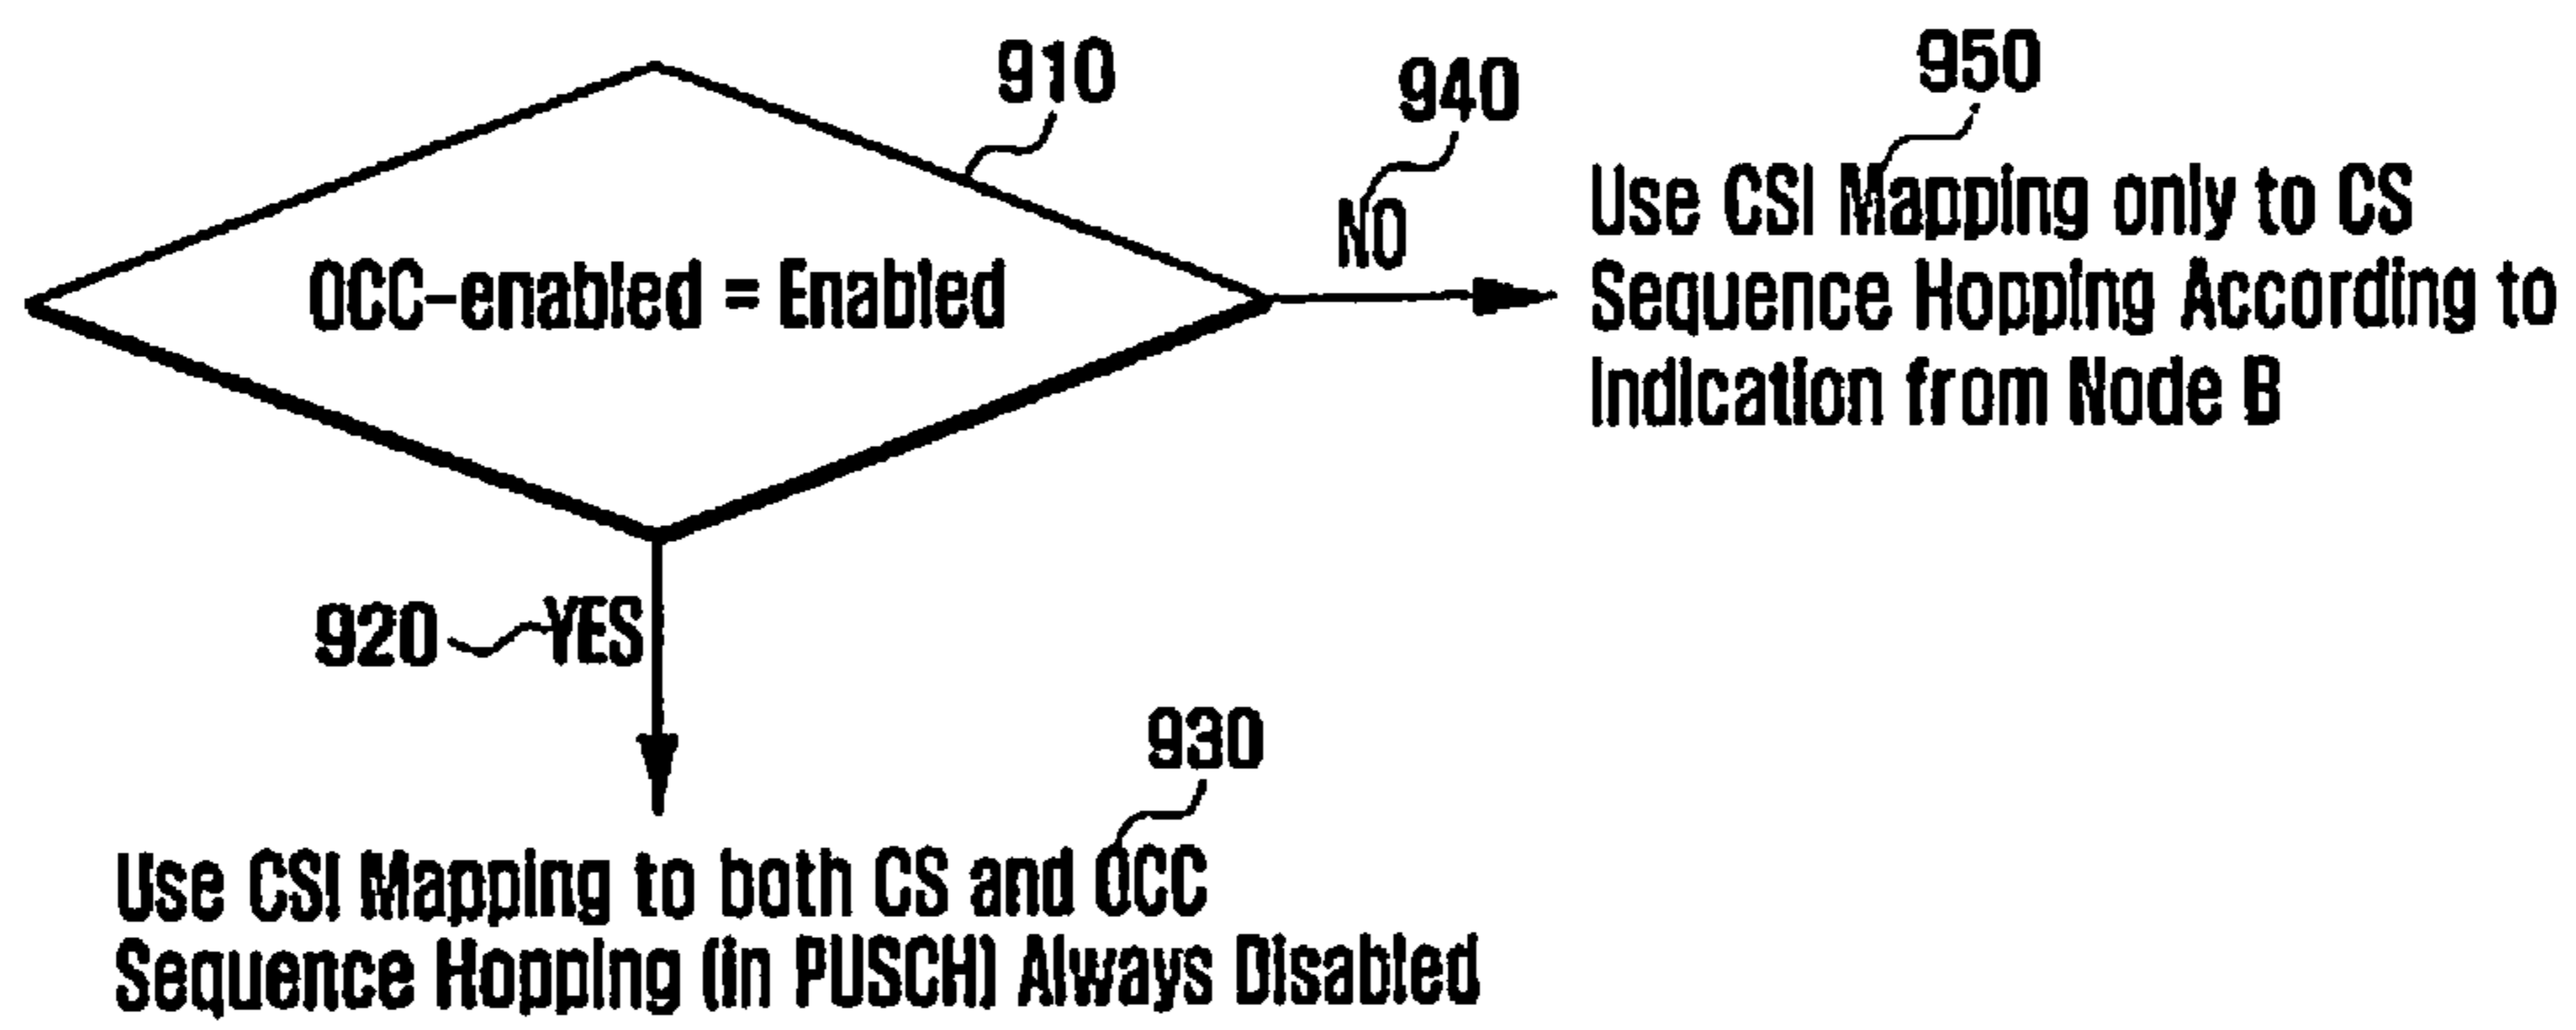 910
940
950
OCC-enabled = Enabled
NO
Use CSI Mapping only to CS
Sequence Hopping According to
Indication from Node B
920
YES
930
Use CSI Mapping to both CS and OCC
Sequence Hopping (in PUSCH) Always Disabled